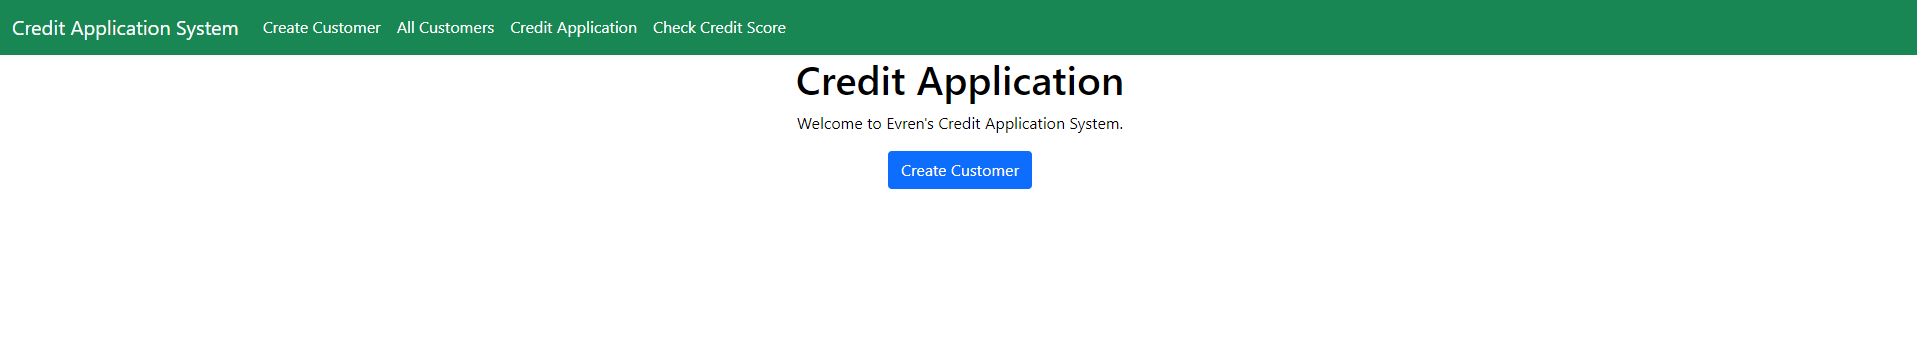 Credit Application System Create Customer All Customers Credit Application Check Credit Score
Credit Application
Welcome to Evren's Credit Application System.
Create Customer